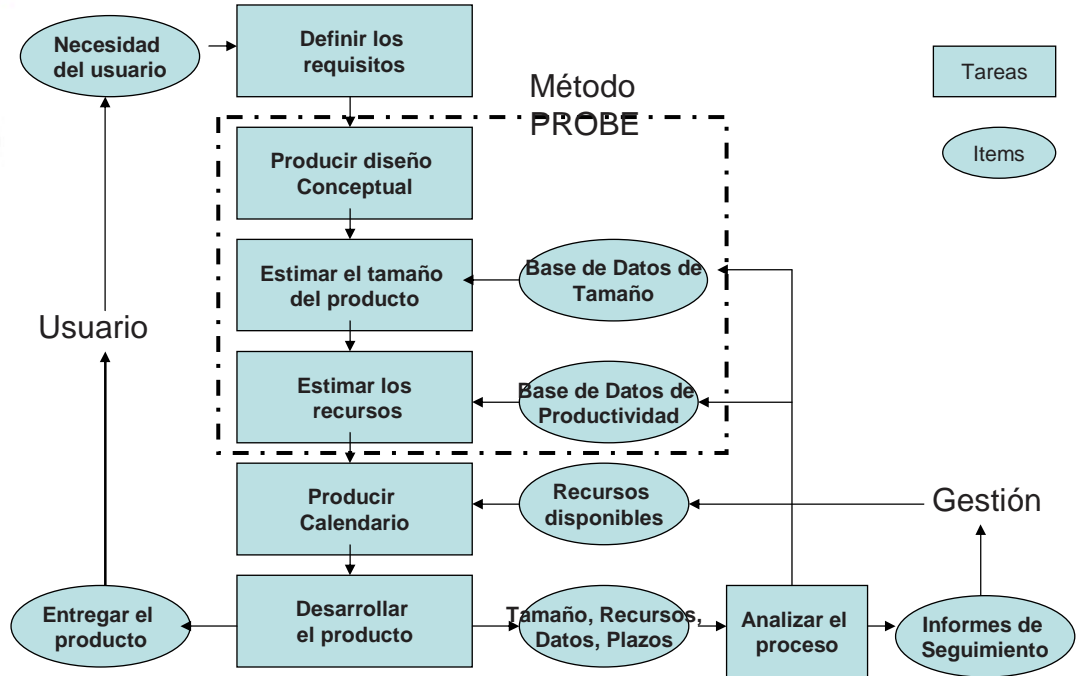 Necesidad
del usuario
Definir los
requisitos
Método
PROBE
Tareas
Items
Producir diseño
Conceptual
Estimar el tamaño
del producto
Base de Datos de
Tamaño
Usuario
Estimar los
recursos
Base de Datos de
Productividad
Producir
Calendario
Recursos
disponibles
Gestión
Entregar el
producto
Desarrollar
el producto
Tamaño, Recursos,
Datos, Plazos
Analizar el
proceso
Informes de
Seguimiento